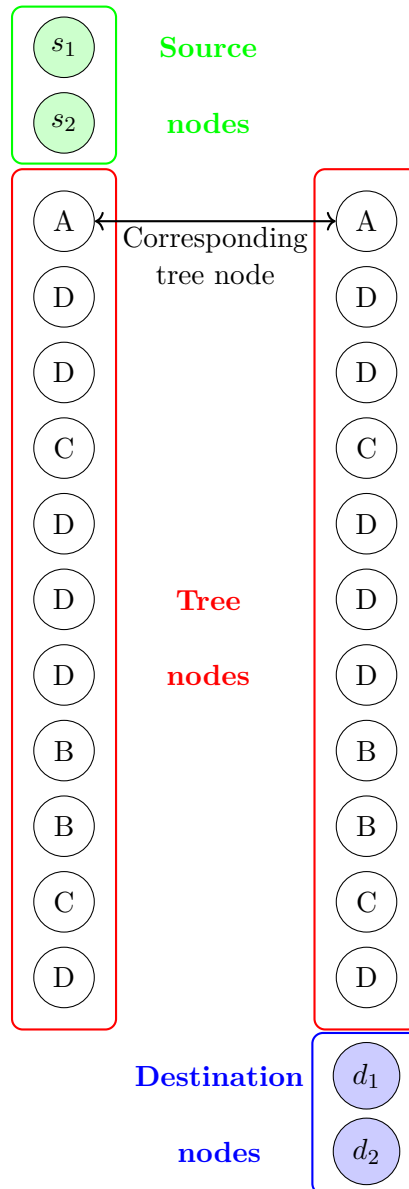 s₁ Source
s₂ nodes
A A
Corresponding
tree node
D D
D D
C C
D D
D Tree D
D nodes D
B B
B B
C C
D D
Destination d₁
nodes d₂